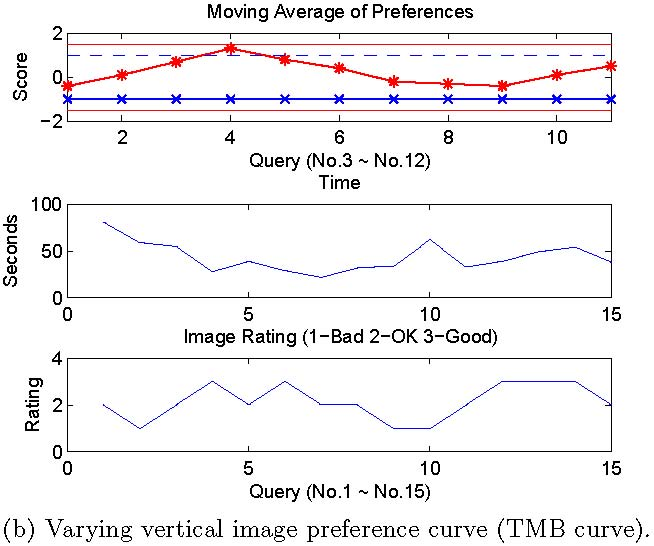 Moving Average of Preferences
2
0
−2
Score
2 4 6 8 10
Query (No.3 ~ No.12)
Time
100
50
0
Seconds
0 5 10 15
Image Rating (1−Bad 2−OK 3−Good)
4
2
0
Rating
0 5 10 15
Query (No.1 ~ No.15)
(b) Varying vertical image preference curve (TMB curve).